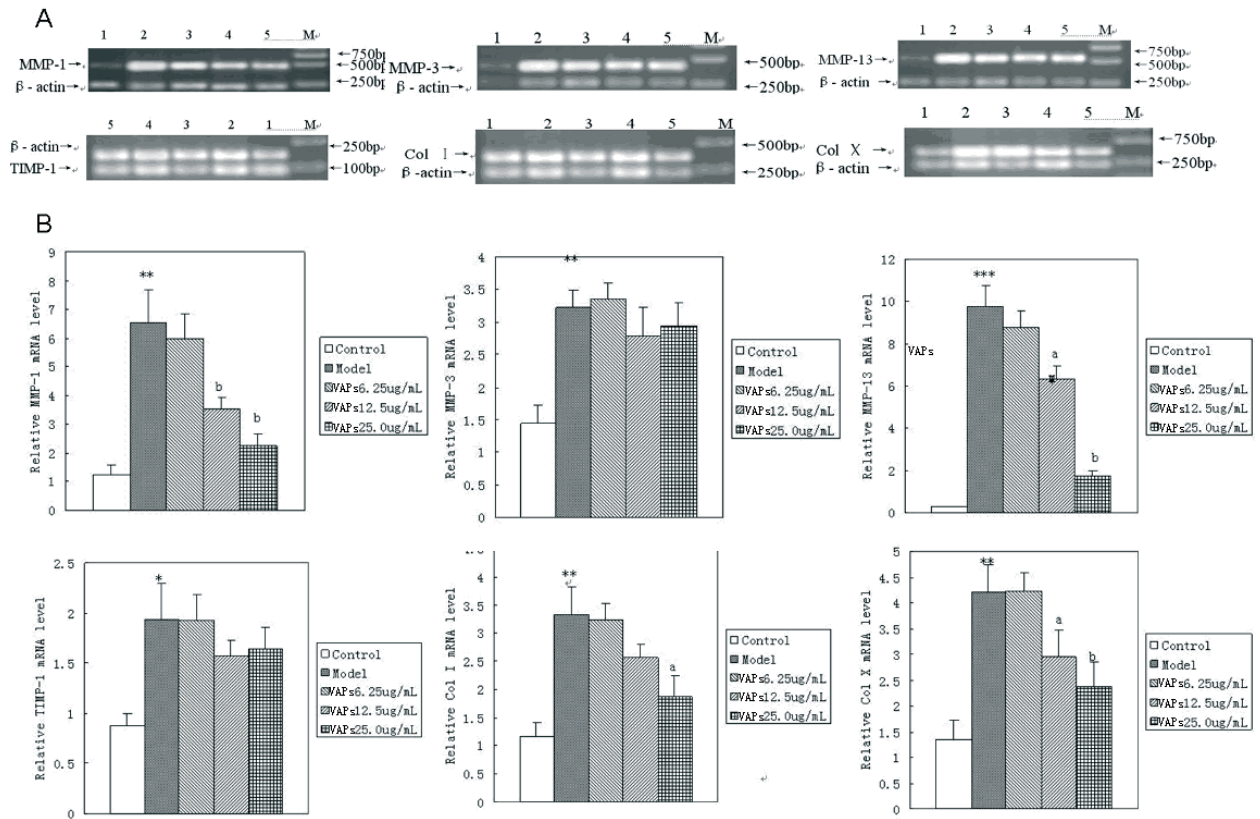 A
1 2 3 4 5 M
MMP-1→
β - actin→
←750bp
←500bp
←250bp
1 2 3 4 5 M
MMP-3→
β - actin→
←500bp
←250bp
1 2 3 4 5 M
MMP-13→
β - actin→
←750bp
←500bp
←250bp
5 4 3 2 1 M
β - actin→
TIMP-1→
←250bp
←100bp
1 2 3 4 5 M
Col I→
β -actin→
←500bp
←250bp
1 2 3 4 5 M
Col X→
β - actin→
←750bp
←250bp
B
Relative MMP-1 mRNA level
9
8
7
6
5
4
3
2
1
0
**
b
b
Control
Model
VAPs6.25ug/mL
VAPs12.5ug/mL
VAPs25.0ug/mL
Relative MMP-3 mRNA level
4
3.5
3
2.5
2
1.5
1
0.5
0
**
Control
Model
VAPs6.25ug/mL
VAPs12.5ug/mL
VAPs25.0ug/mL
Relative MMP-13 mRNA level
12
10
8
6
4
2
0
VAPs
***
a
b
Control
Model
VAPs6.25ug/mL
VAPs12.5ug/mL
VAPs25.0ug/mL
Relative TIMP-1 mRNA level
2.5
2
1.5
1
0.5
0
*
Control
Model
VAPs6.25ug/mL
VAPs12.5ug/mL
VAPs25.0ug/mL
Relative Col I mRNA level
4
3.5
3
2.5
2
1.5
1
0.5
0
**
a
Control
Model
VAPs6.25ug/mL
VAPs12.5ug/mL
VAPs25.0ug/mL
Relative Col X mRNA level
5
4.5
4
3.5
3
2.5
2
1.5
1
0.5
0
**
a
b
Control
Model
VAPs6.25ug/mL
VAPs12.5ug/mL
VAPs25.0ug/mL